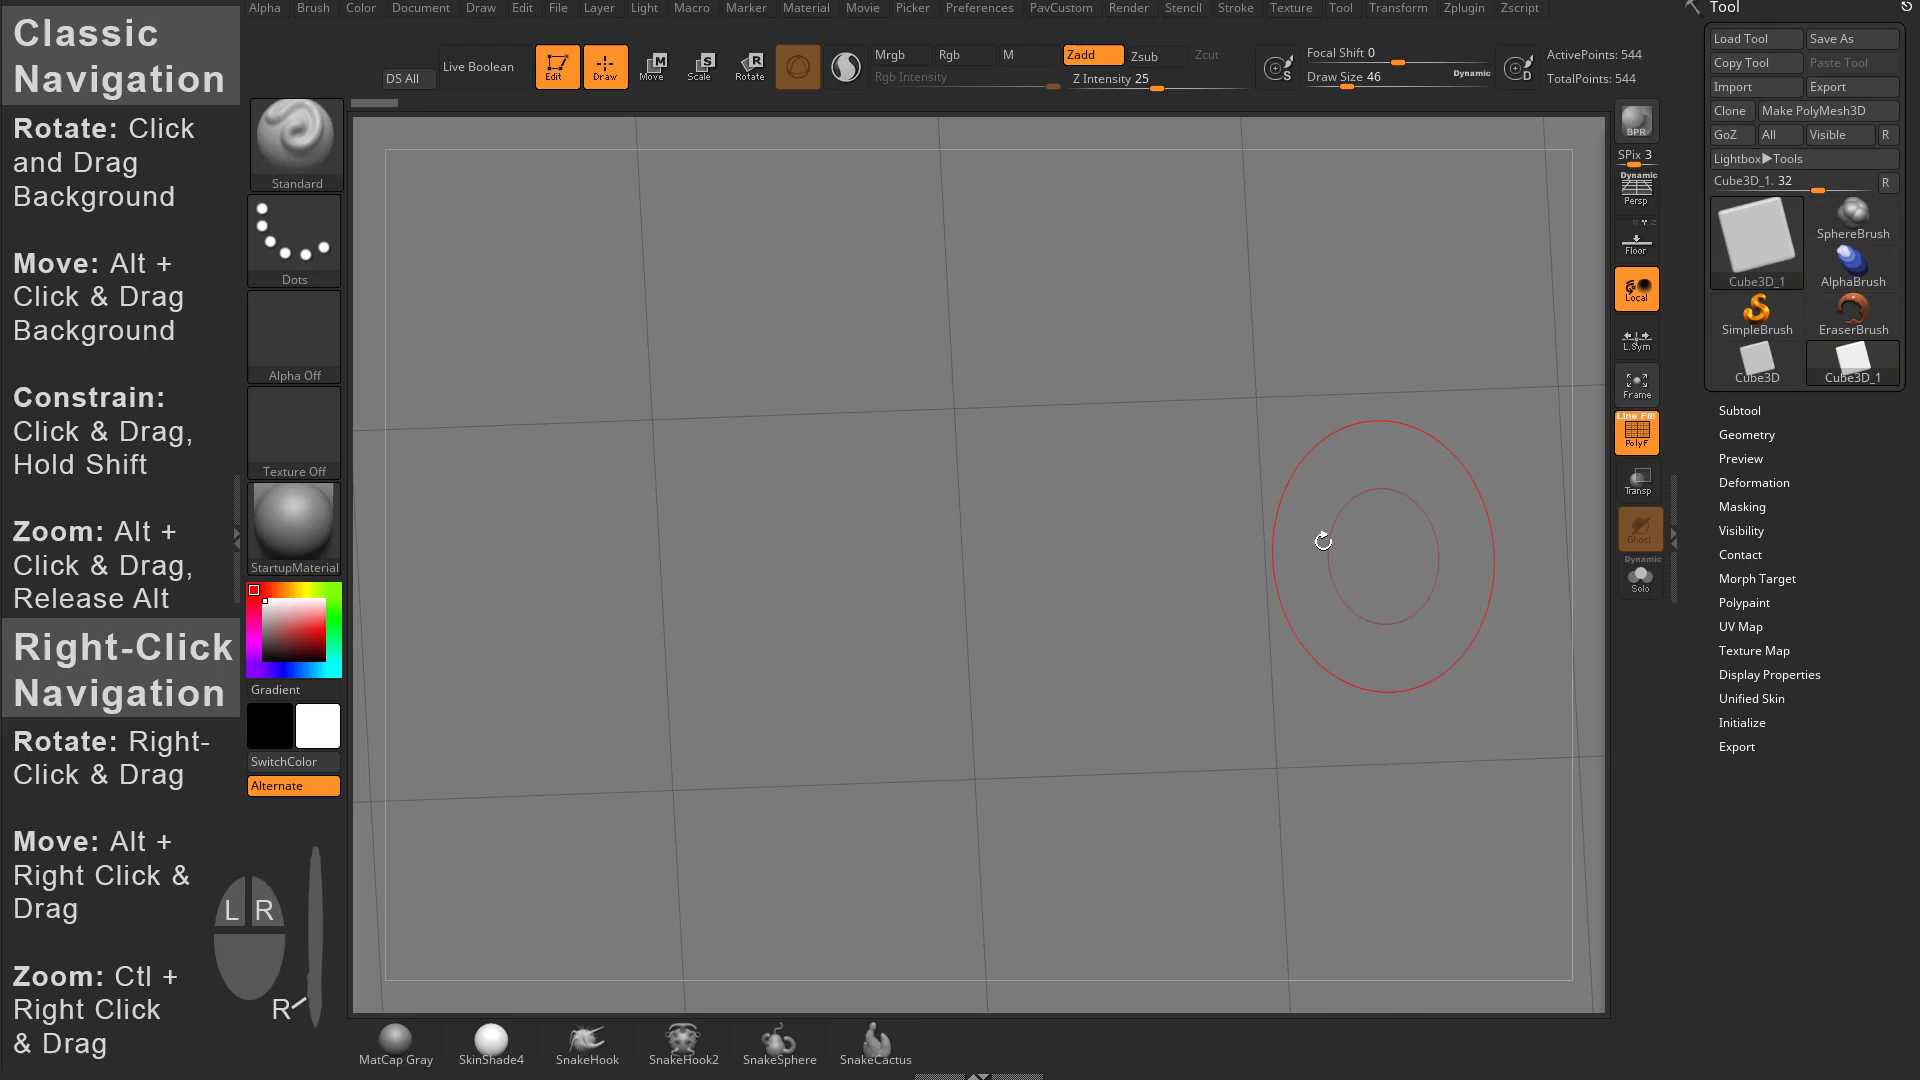 Alpha Brush Color Document Draw Edit File Layer Light Macro Marker Material Movie Picker Preferences PavCustom Render Stencil Stroke Texture Tool Transform Zplugin Zscript
Tool
Classic
Navigation
Rotate: Click
and Drag
Background
Move: Alt +
Click & Drag
Background
Constrain:
Click & Drag,
Hold Shift
Zoom: Alt +
Click & Drag,
Release Alt
Right-Click
Navigation
Rotate: Right-
Click & Drag
Move: Alt +
Right Click &
Drag
Zoom: Ctl +
Right Click
& Drag
L R
R
DS All
Live Boolean
Edit
Draw
Move
Scale
Rotate
Mrgb Rgb M
Rgb Intensity
Zadd Zsub Zcut
Z Intensity 25
S
Focal Shift 0
Draw Size 46
Dynamic
D
ActivePoints: 544
TotalPoints: 544
Standard
Dots
Alpha Off
Texture Off
StartupMaterial
Gradient
SwitchColor
Alternate
BPR
SPix 3
Dynamic
Persp
Floor
Local
L.Sym
Frame
Line Fill
PolyF
Transp
Ghost
Dynamic
Solo
Load Tool Save As
Copy Tool Paste Tool
Import Export
Clone Make PolyMesh3D
GoZ All Visible R
Lightbox▶Tools
Cube3D_1. 32 R
Cube3D_1
SphereBrush
AlphaBrush
SimpleBrush EraserBrush
Cube3D Cube3D_1
Subtool
Geometry
Preview
Deformation
Masking
Visibility
Contact
Morph Target
Polypaint
UV Map
Texture Map
Display Properties
Unified Skin
Initialize
Export
MatCap Gray SkinShade4 SnakeHook SnakeHook2 SnakeSphere SnakeCactus